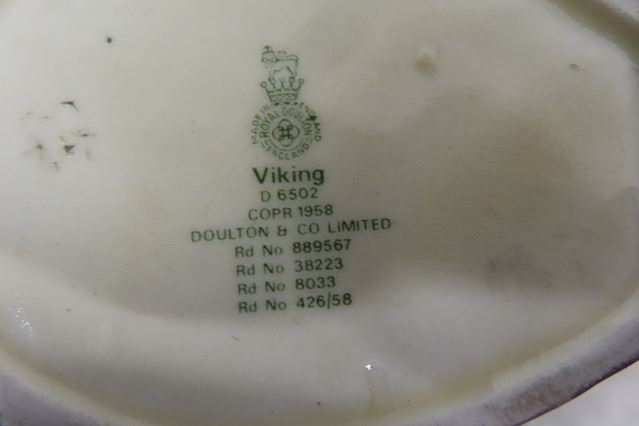 MADE IN ENGLAND
ROYAL DOULTON
ENGLAND
Viking
D 6502
COPR 1958
DOULTON & CO LIMITED
Rd No 889567
Rd No 38223
Rd No 8033
Rd No 426/58